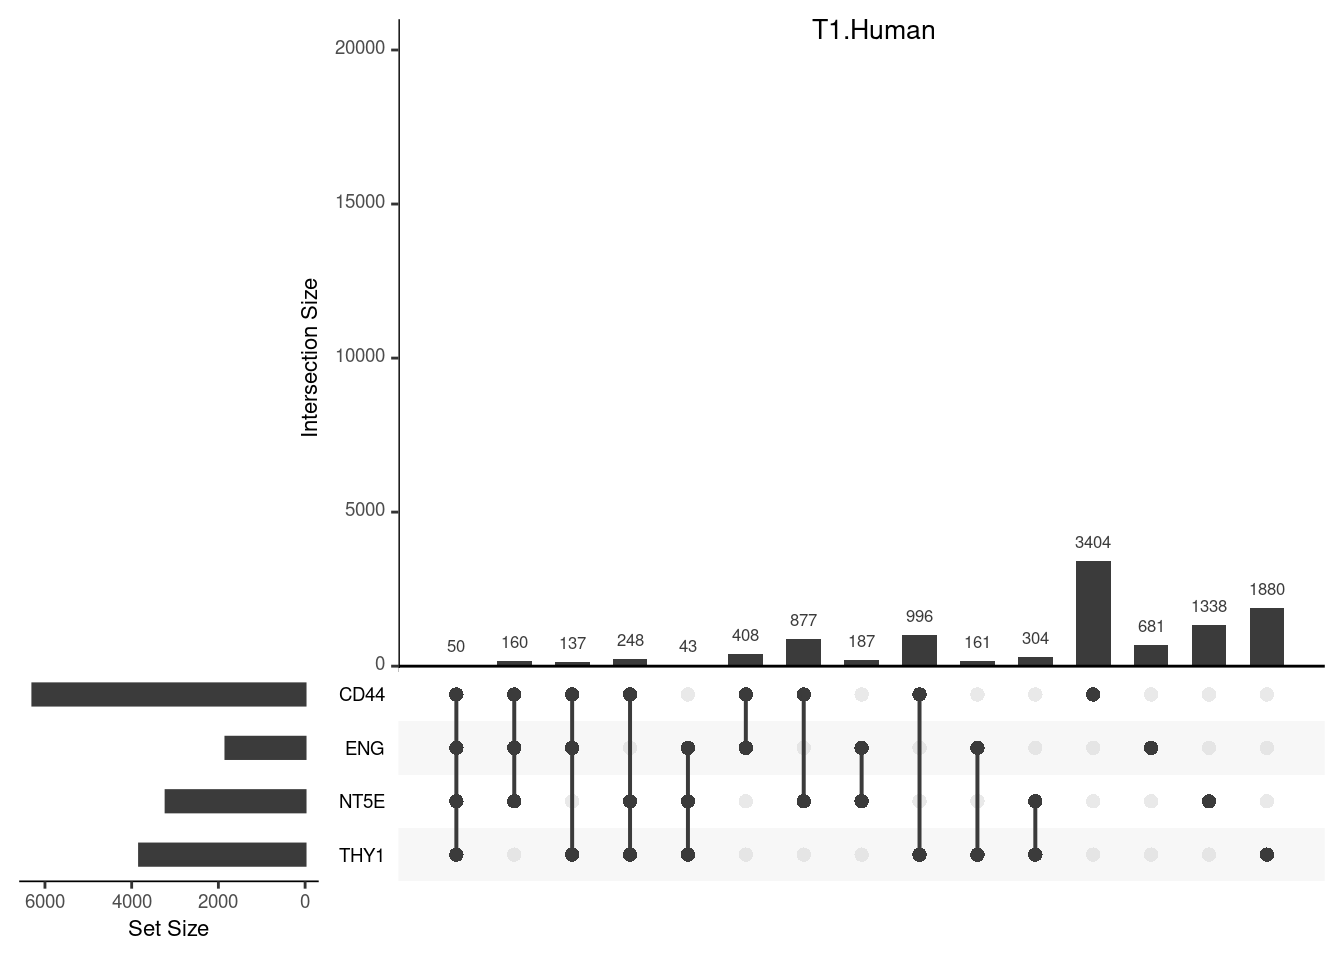 T1.Human
20000
15000
10000
5000
0
Intersection Size
50 160 137 248 43 408 877 187 996 161 304 3404 681 1338 1880
CD44
ENG
NT5E
THY1
6000 4000 2000 0
Set Size